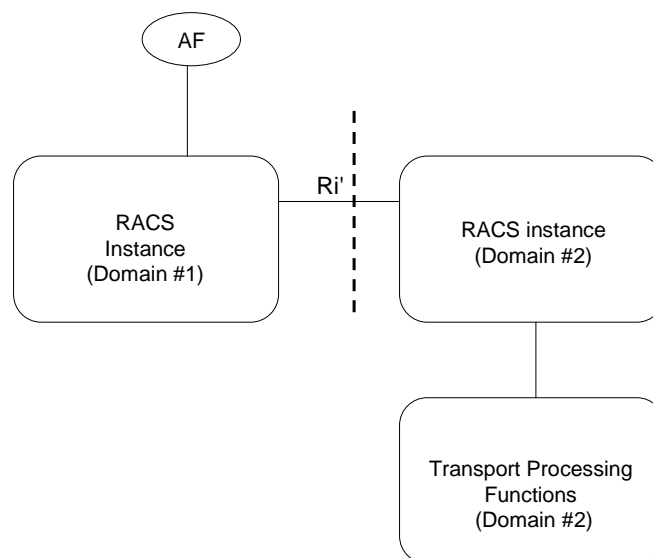 AF
Ri'
RACS
Instance
(Domain #1)
RACS instance
(Domain #2)
Transport Processing
Functions
(Domain #2)